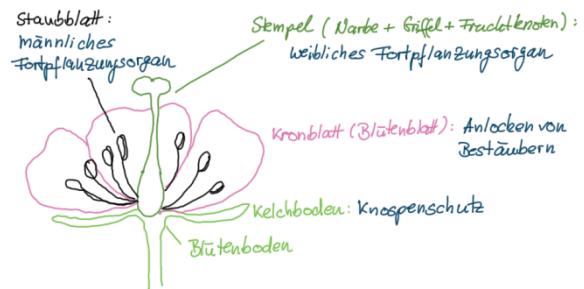 Staubblatt:
männliches
Fortpflanzungsorgan
Stempel (Narbe + Griffel + Fruchtknoten):
weibliches Fortpflanzungsorgan
Kronblatt (Blütenblatt): Anlocken von
Bestäubern
Kelchboden: Knospenschutz
Blütenboden